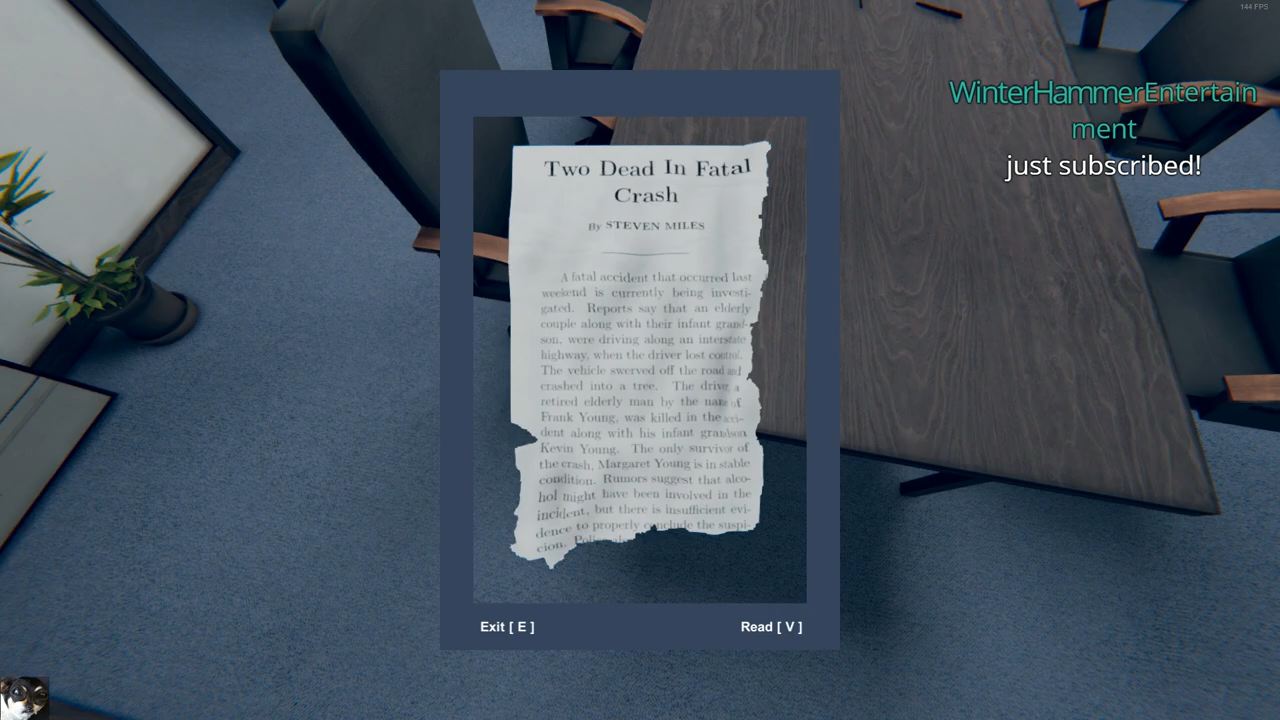 144 FPS
WinterHammerEntertain
ment
just subscribed!
Two Dead In Fatal
Crash
By STEVEN MILES
A fatal accident that occurred last
weekend is currently being investi-
gated. Reports say that an elderly
couple along with their infant grand-
son, were driving along an interstate
highway, when the driver lost control.
The vehicle swerved off the road and
crashed into a tree. The driver a
retired elderly man by the name of
Frank Young, was killed in the acci-
dent along with his infant grandson
Kevin Young. The only survivor of
the crash, Margaret Young is in stable
condition. Rumors suggest that alco-
hol might have been involved in the
incident, but there is insufficient evi-
dence to properly conclude the suspi-
cion.
Exit [ E ]
Read [ V ]